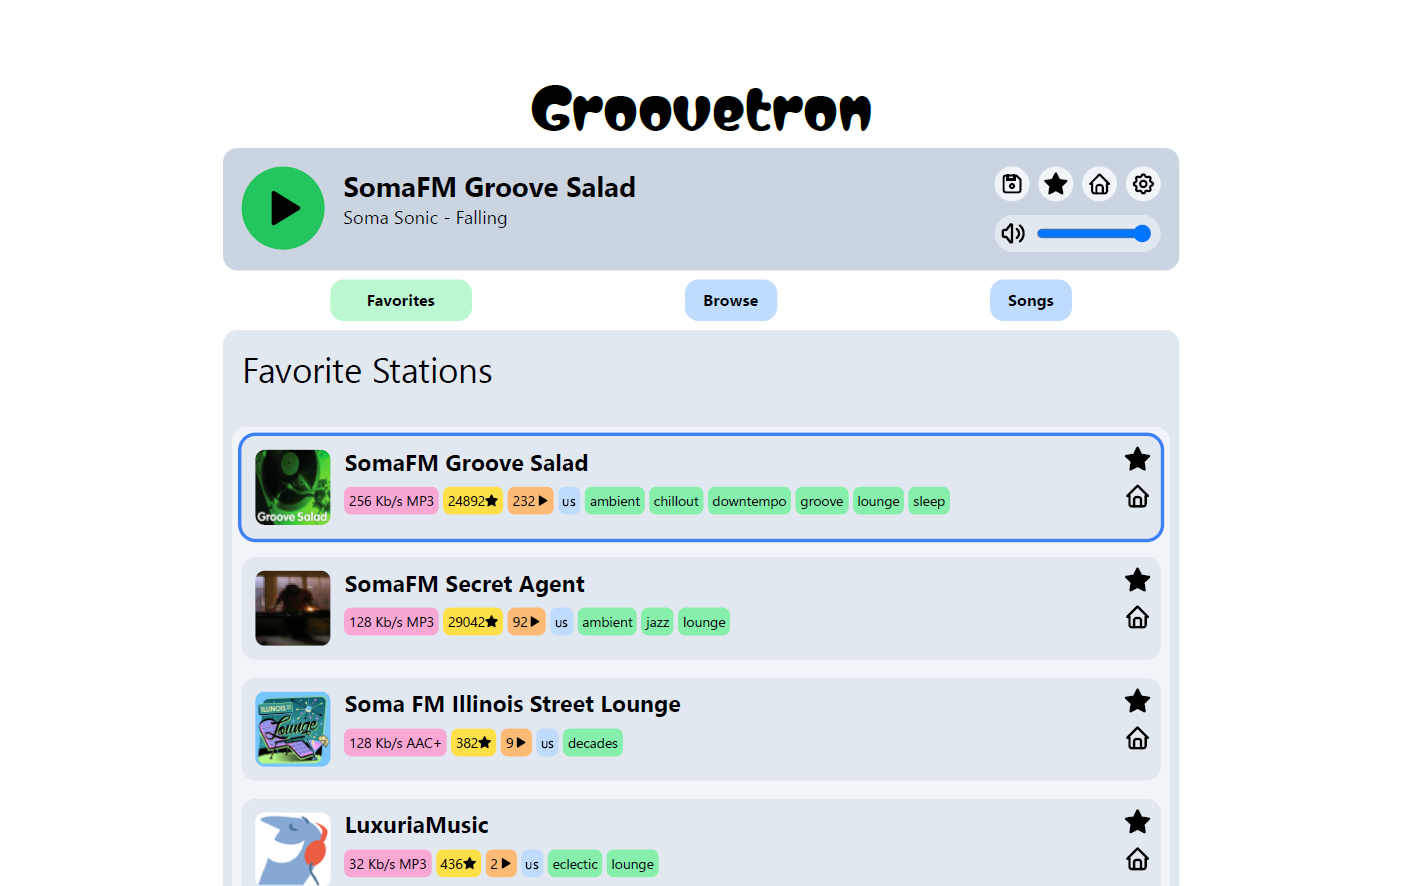 Groovetron
SomaFM Groove Salad
Soma Sonic - Falling
Favorites
Browse
Songs
Favorite Stations
Groove Salad
SomaFM Groove Salad
256 Kb/s MP3 24892 232 us ambient chillout downtempo groove lounge sleep
SomaFM Secret Agent
128 Kb/s MP3 29042 92 us ambient jazz lounge
ILLINOIS ST
Lounge
Soma FM Illinois Street Lounge
128 Kb/s AAC+ 382 9 us decades
LuxuriaMusic
32 Kb/s MP3 436 2 us eclectic lounge